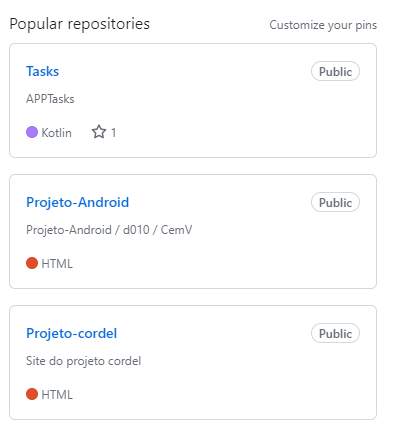 Popular repositories Customize your pins
Tasks Public
APPTasks
Kotlin 1
Projeto-Android Public
Projeto-Android / d010 / CemV
HTML
Projeto-cordel Public
Site do projeto cordel
HTML